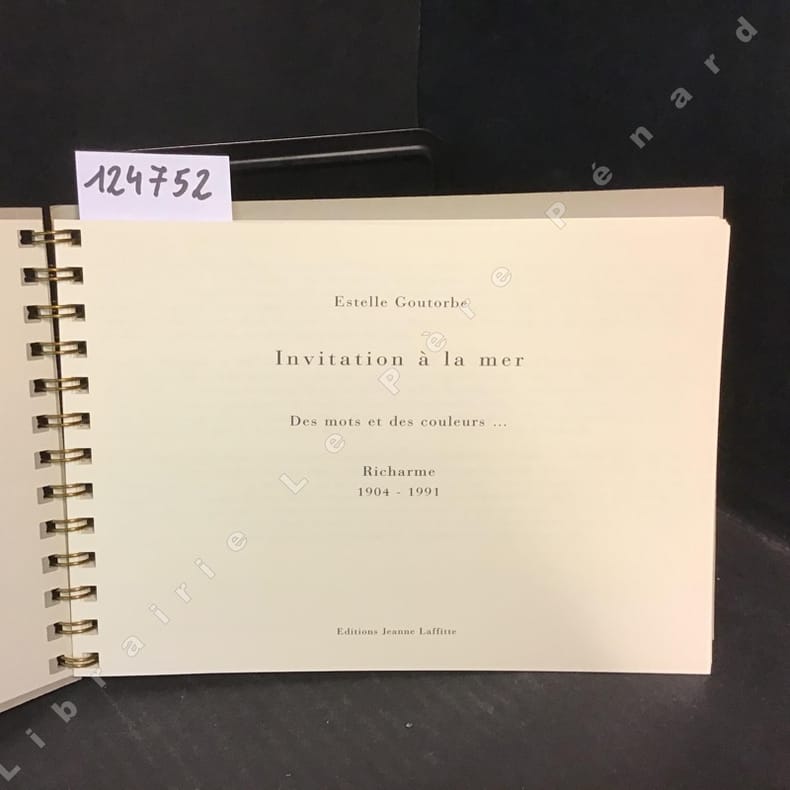 124752
Estelle Goutorbe
Invitation à la mer
Des mots et des couleurs ...
Richarme
1904 - 1991
Editions Jeanne Laffitte
Librairie Le Père Pénard